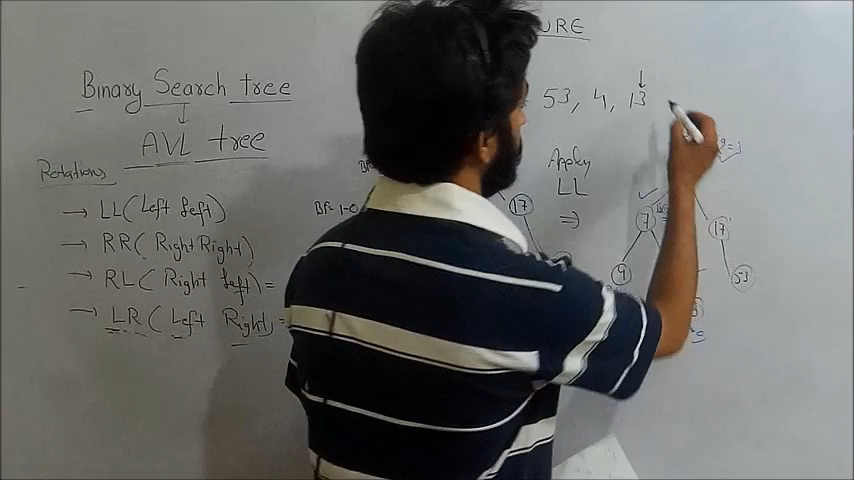 URE
Binary Search tree
53, 4, 13
AVL tree
Rotations
Apply
LL
LL (Left Left)
17
BF= 1-0
⇒
7
17
RR (Right Right)
RL (Right Left) =
9
53
LR (Left Right) =